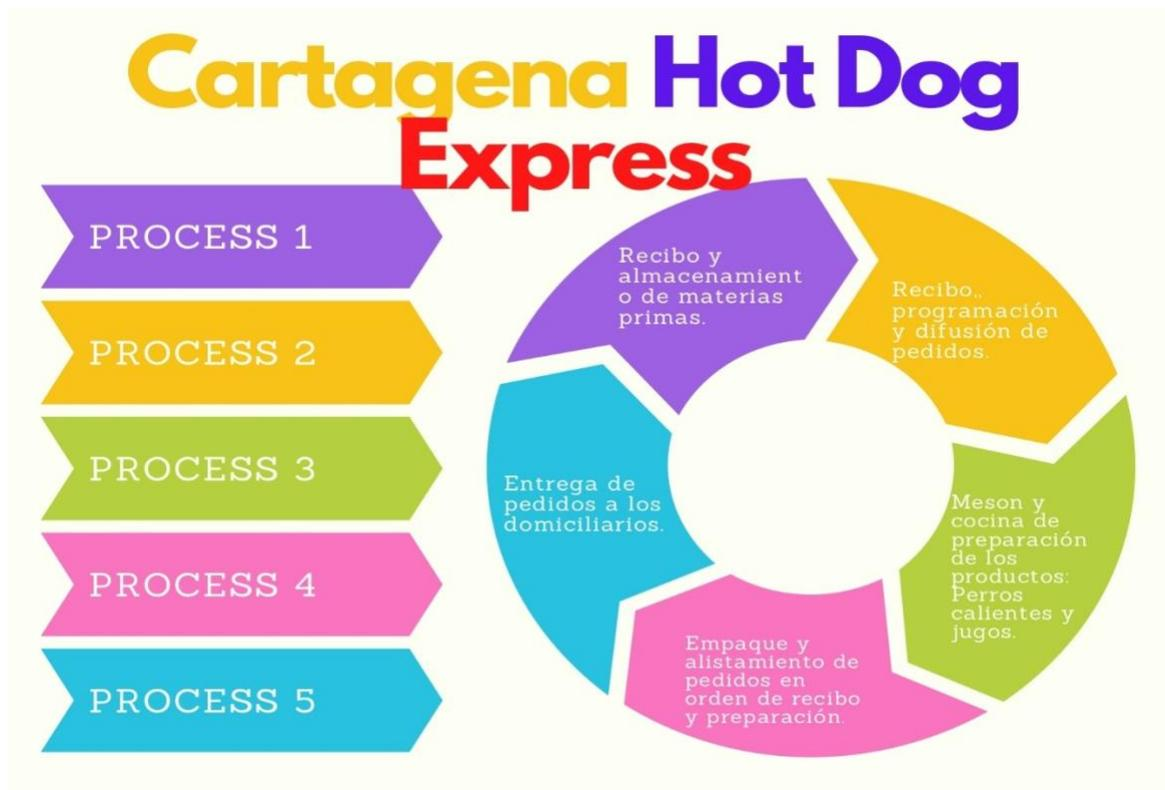 Cartagena Hot Dog
Express
PROCESS 1
PROCESS 2
PROCESS 3
PROCESS 4
PROCESS 5
Recibo y
almacenamient
o de materias
primas.
Recibo,,
programación
y difusión de
pedidos.
Meson y
cocina de
preparación
de los
productos:
Perros
calientes y
jugos.
Empaque y
alistamiento de
pedidos en
orden de recibo
y preparación.
Entrega de
pedidos a los
domiciliarios.